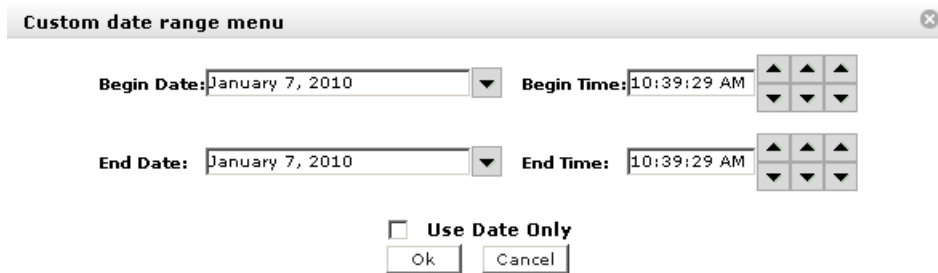 Custom date range menu
Begin Date: January 7, 2010 Begin Time: 10:39:29 AM
End Date: January 7, 2010 End Time: 10:39:29 AM
Use Date Only
Ok Cancel